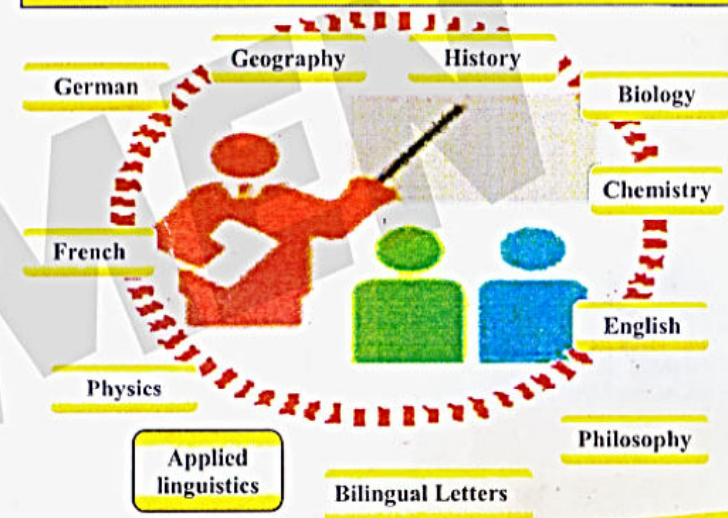 Geography
History
German
Biology
Chemistry
French
English
Physics
Philosophy
Applied
linguistics
Bilingual Letters